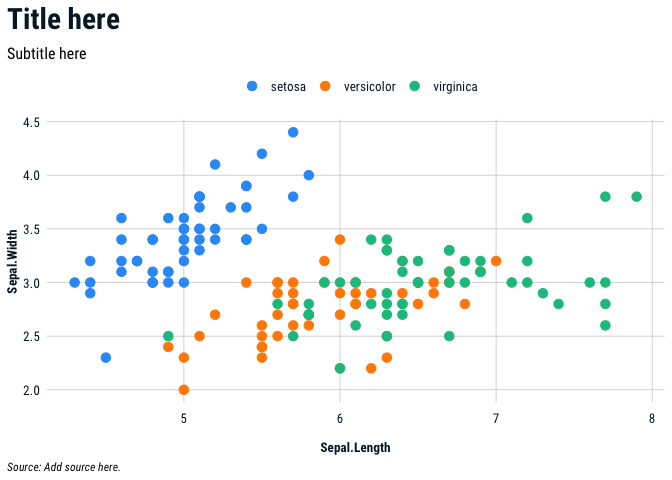 Title here
Subtitle here
setosa versicolor virginica
4.5
4.0
3.5
3.0
2.5
2.0
Sepal.Width
5 6 7 8
Sepal.Length
Source: Add source here.